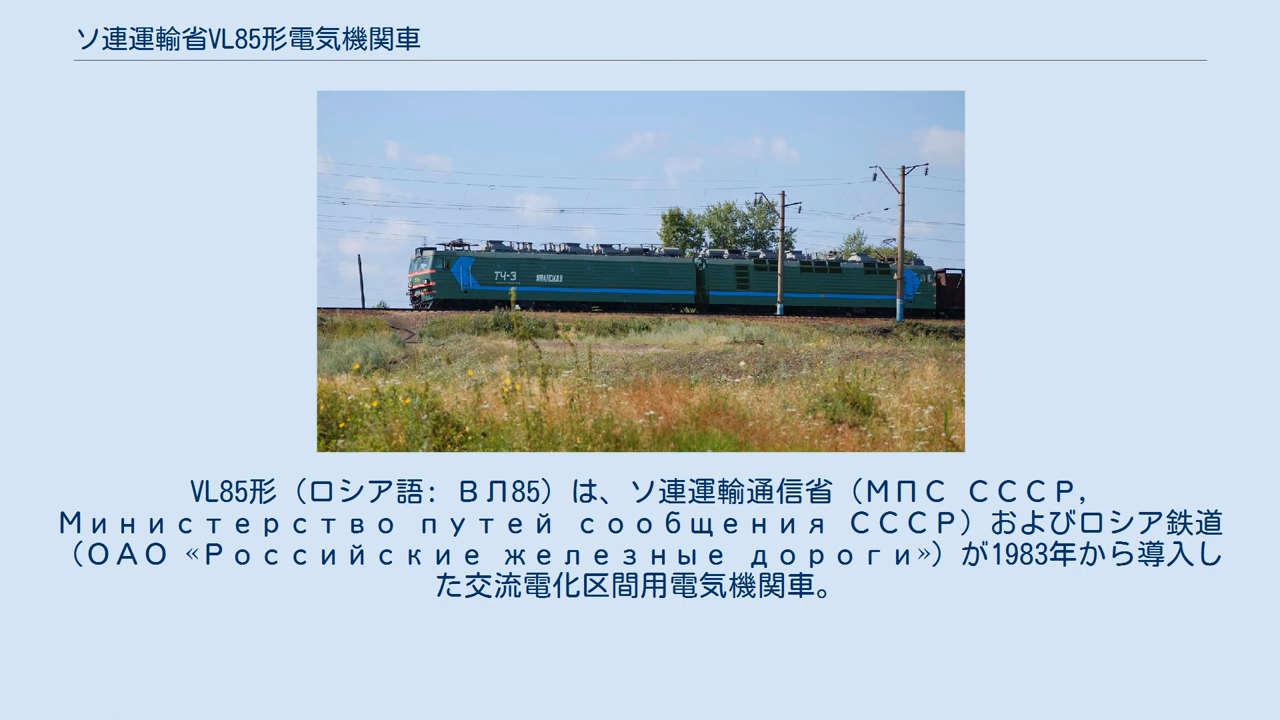 ソ連運輸省VL85形電気機関車
ТЧ-3
VL85形（ロシア語: ВЛ85）は、ソ連運輸通信省（МПС СССР,
Министерство путей сообщения СССР）およびロシア鉄道
（ОАО «Российские железные дороги»）が1983年から導入し
た交流電化区間用電気機関車。